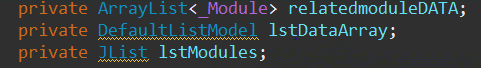 private ArrayList<_Module> relatedmoduleDATA;
private DefaultListModel lstDataArray;
private JList lstModules;